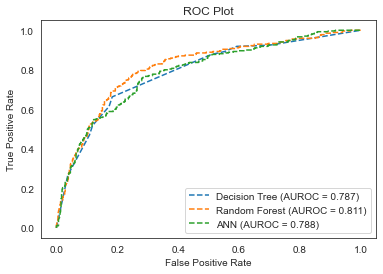 ROC Plot
1.0
0.8
0.6
0.4
0.2
0.0
True Positive Rate
Decision Tree (AUROC = 0.787)
Random Forest (AUROC = 0.811)
ANN (AUROC = 0.788)
0.0 0.2 0.4 0.6 0.8 1.0
False Positive Rate